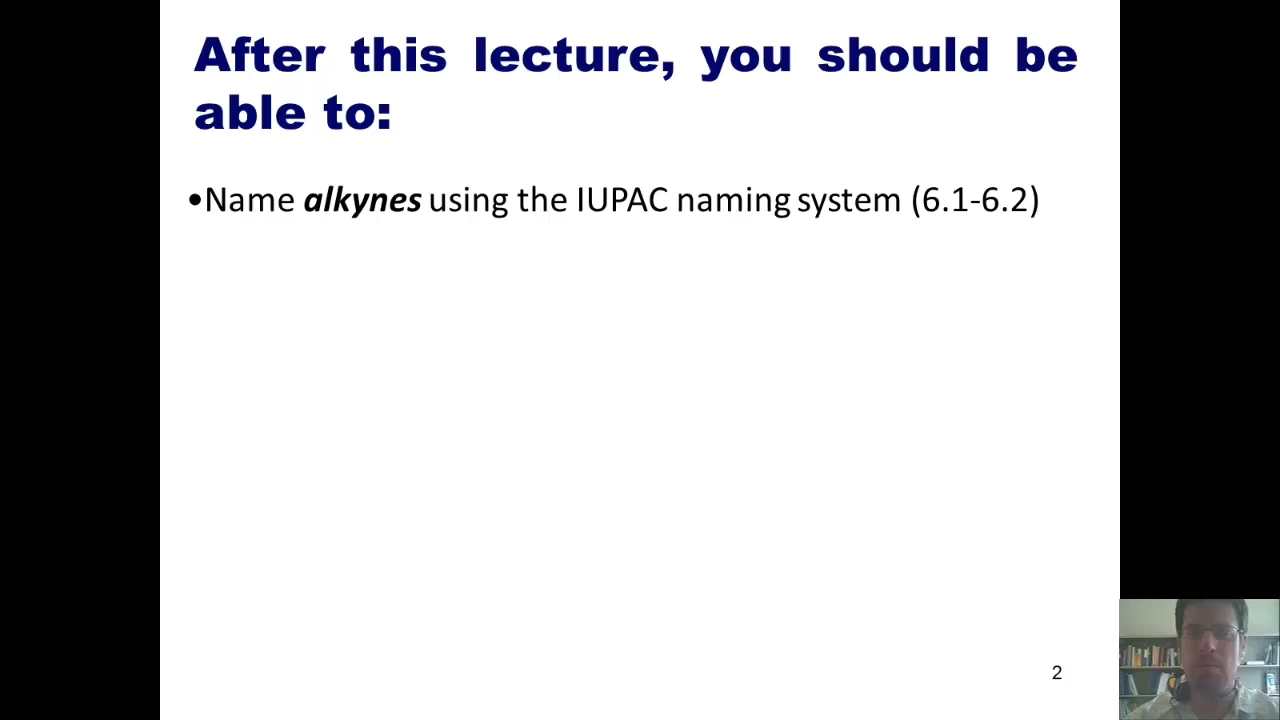 After this lecture, you should be
able to:
•Name alkynes using the IUPAC naming system (6.1-6.2)
2